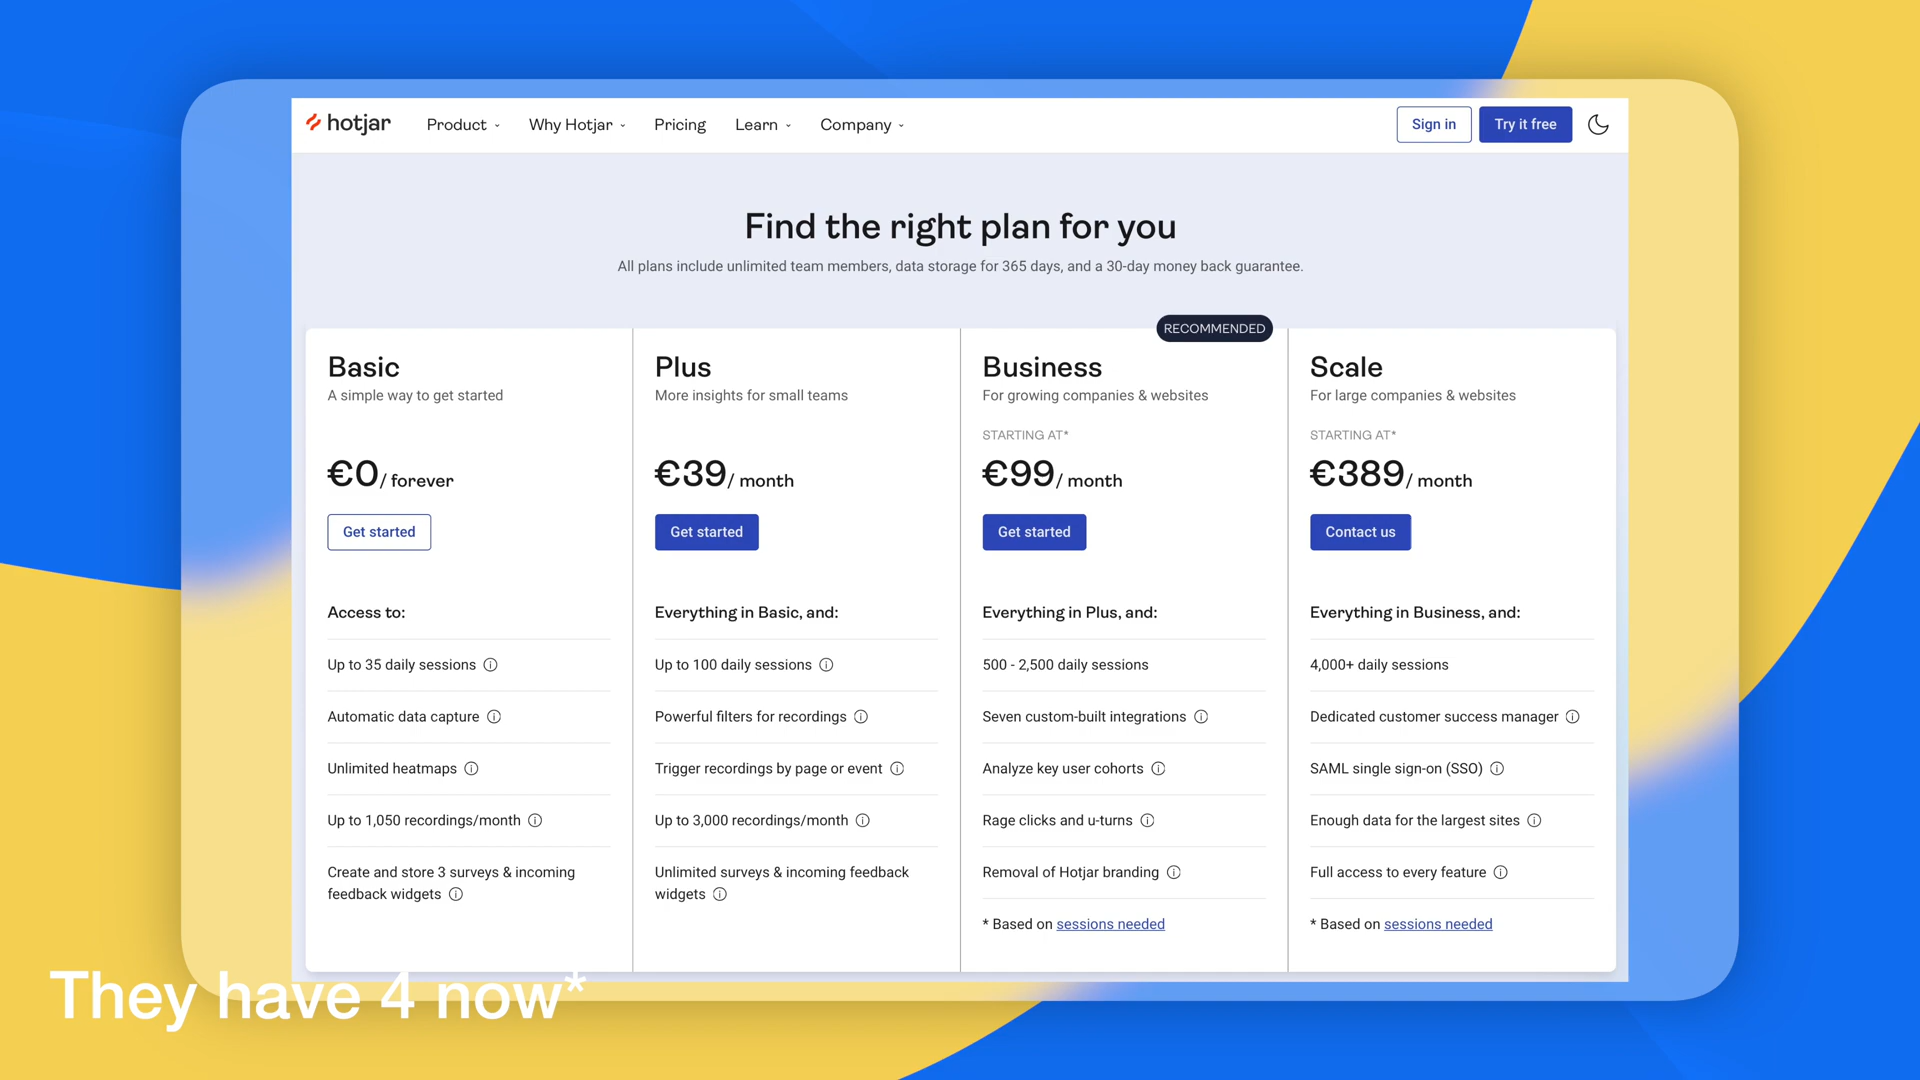 hotjar
Product
Why Hotjar
Pricing
Learn
Company
Sign in
Try it free
Find the right plan for you
All plans include unlimited team members, data storage for 365 days, and a 30-day money back guarantee.
Basic
A simple way to get started
€0/ forever
Get started
Access to:
Up to 35 daily sessions
Automatic data capture
Unlimited heatmaps
Up to 1,050 recordings/month
Create and store 3 surveys & incoming
feedback widgets
Plus
More insights for small teams
€39/ month
Get started
Everything in Basic, and:
Up to 100 daily sessions
Powerful filters for recordings
Trigger recordings by page or event
Up to 3,000 recordings/month
Unlimited surveys & incoming feedback
widgets
RECOMMENDED
Business
For growing companies & websites
STARTING AT*
€99/ month
Get started
Everything in Plus, and:
500 - 2,500 daily sessions
Seven custom-built integrations
Analyze key user cohorts
Rage clicks and u-turns
Removal of Hotjar branding
* Based on sessions needed
Scale
For large companies & websites
STARTING AT*
€389/ month
Contact us
Everything in Business, and:
4,000+ daily sessions
Dedicated customer success manager
SAML single sign-on (SSO)
Enough data for the largest sites
Full access to every feature
* Based on sessions needed
They have 4 now*